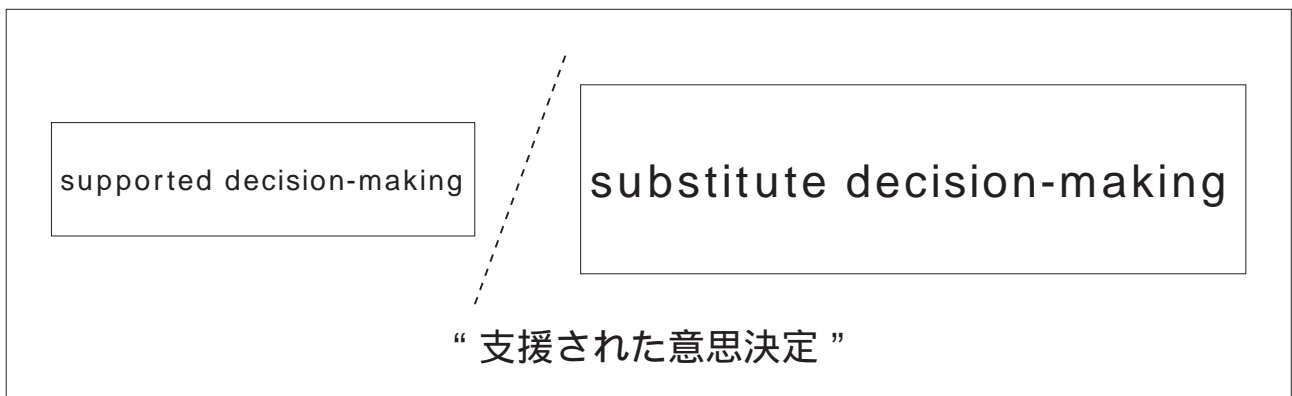 supported decision-making
substitute decision-making
“ 支援された意思決定 ”